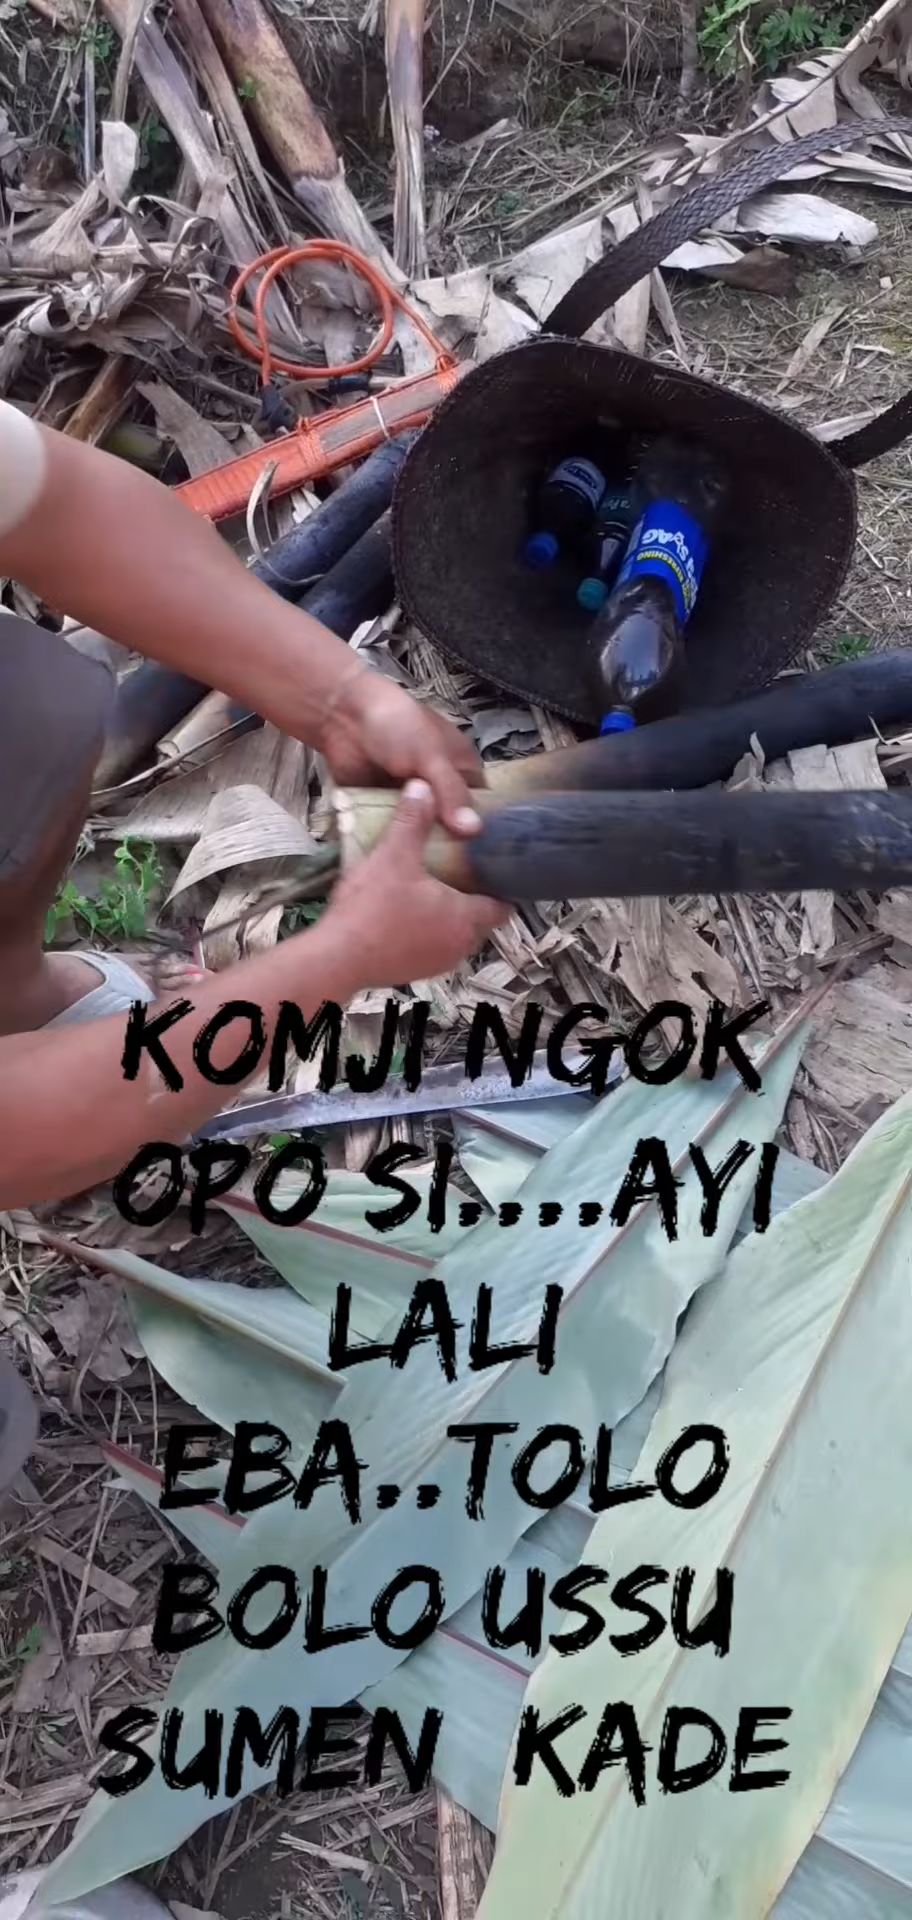 KOMJI NGOK
OPO SI....AYI
LALI
EBA..TOLO
BOLO USSU
SUMEN KADE